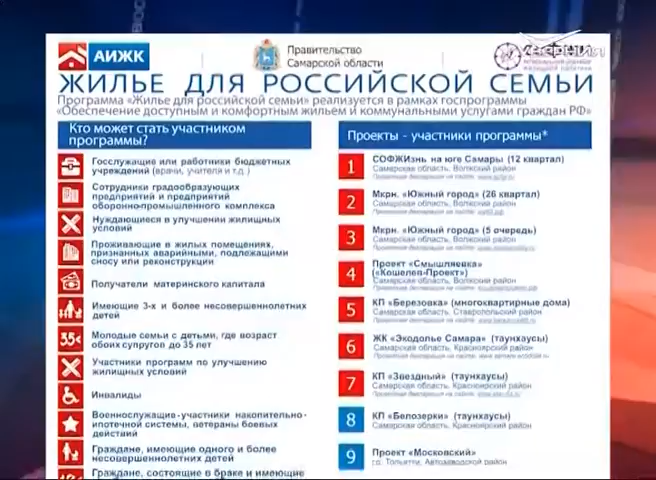 АИЖК
Правительство
Самарской области
ЖИЛЬЕ ДЛЯ РОССИЙСКОЙ СЕМЬИ
Программа «Жилье для российской семьи» реализуется в рамках госпрограммы
«Обеспечение доступным и комфортным жильем и коммунальными услугами граждан РФ»
Кто может стать участником
программы?
Госслужащие или работники бюджетных
учреждений (врачи, учителя и т.д.)
Сотрудники градообразующих
предприятий и предприятий
оборонно-промышленного комплекса
Нуждающиеся в улучшении жилищных
условий
Проживающие в жилых помещениях,
признанных аварийными, подлежащими
сносу или реконструкции
Получатели материнского капитала
Имеющие 3-х и более несовершеннолетних
детей
35<
Молодые семьи с детьми, где возраст
обоих супругов до 35 лет
Участники программ по улучшению
жилищных условий
Инвалиды
Военнослужащие-участники накопительно-
ипотечной системы, ветераны боевых
действий
Граждане, имеющие одного и более
несовершеннолетних детей
Граждане, состоящие в браке и имеющие
Проекты - участники программы*
1 СОФЖИзнь на юге Самары (12 квартал)
Самарская область, Волжский район
2 Мкрн. «Южный город» (26 квартал)
Самарская область, Волжский район
3 Мкрн. «Южный город» (5 очередь)
Самарская область, Волжский район
4 Проект «Смышляевка»
(«Кошелев-Проект»)
Самарская область, Волжский район
5 КП «Березовка» (многоквартирные дома)
Самарская область, Ставропольский район
6 ЖК «Экодолье Самара» (таунхаусы)
Самарская область, Красноярский район
7 КП «Звездный» (таунхаусы)
Самарская область, Красноярский район
8 КП «Белозерки» (таунхаусы)
Самарская область, Красноярский район
9 Проект «Московский»
го. Тольятти, Автозаводской район